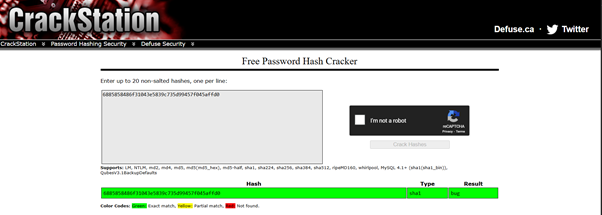 CrackStation
Defuse.ca · Twitter
CrackStation Password Hashing Security Defuse Security
Free Password Hash Cracker
Enter up to 20 non-salted hashes, one per line:
6885858486f31043e5839c735d99457f045affd0
I'm not a robot
reCAPTCHA
Privacy - Terms
Crack Hashes
Supports: LM, NTLM, md2, md4, md5, md5(md5_hex), md5-half, sha1, sha224, sha256, sha384, sha512, ripeMD160, whirlpool, MySQL 4.1+ (sha1(sha1_bin)),
QubesV3.1BackupDefaults
Hash Type Result
6885858486f31043e5839c735d99457f045affd0 sha1 bug
Color Codes: Green: Exact match, Yellow: Partial match, Red: Not found.